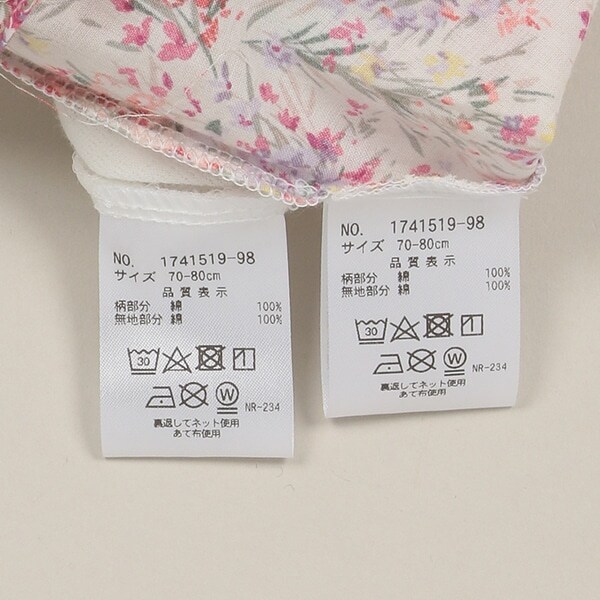 NO. 1741519-98
サイズ 70-80cm
品質表示
柄部分 綿 100%
無地部分 綿 100%
30
W
NR-234
裏返してネット使用
あて布使用
NO. 1741519-98
サイズ 70-80cm
品質表示
柄部分 綿 100%
無地部分 綿 100%
30
W
NR-234
裏返してネット使用
あて布使用